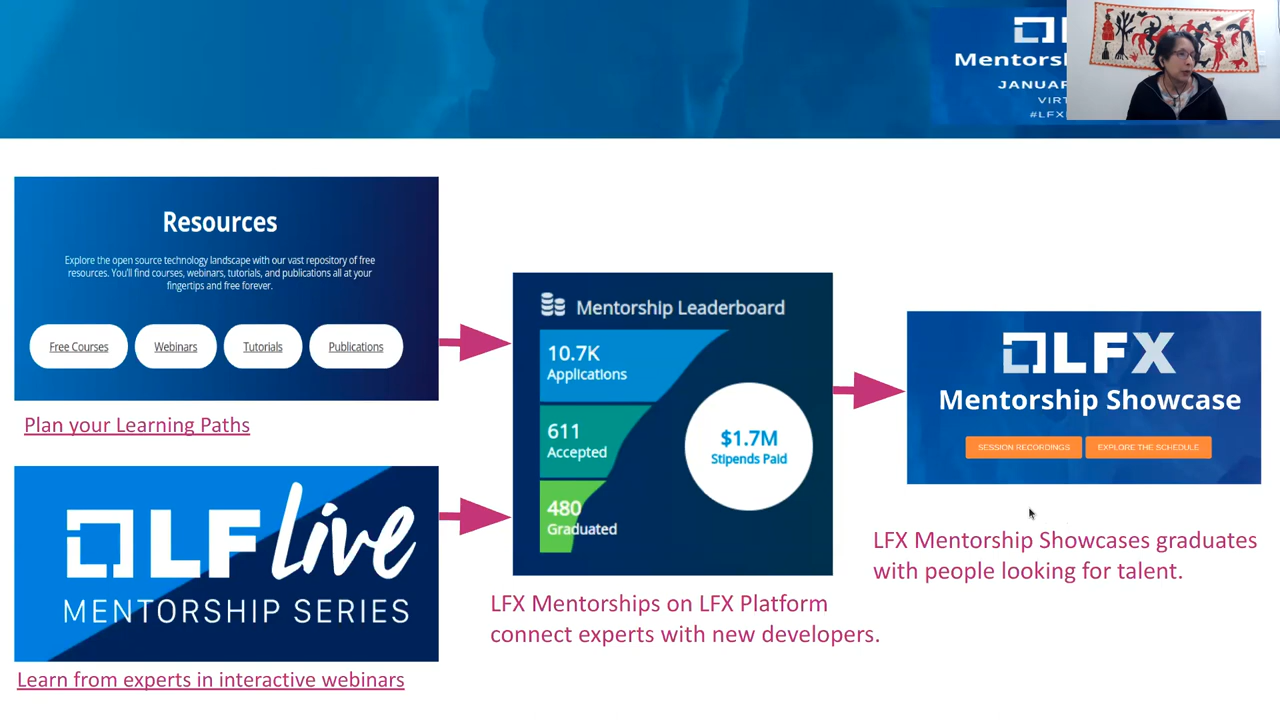 LFX
Mentorship Showcase
SESSION RECORDINGS
EXPLORE THE SCHEDULE
Resources
Explore the open source technology landscape with our vast repository of free
resources. You'll find courses, webinars, tutorials, and publications all at your
fingertips and free forever.
Free Courses
Webinars
Tutorials
Publications
Plan your Learning Paths
LF Live
MENTORSHIP SERIES
Learn from experts in interactive webinars
Mentorship Leaderboard
10.7K
Applications
611
Accepted
480
Graduated
$1.7M
Stipends Paid
LFX Mentorships on LFX Platform
connect experts with new developers.
LFX Mentorship Showcases graduates
with people looking for talent.